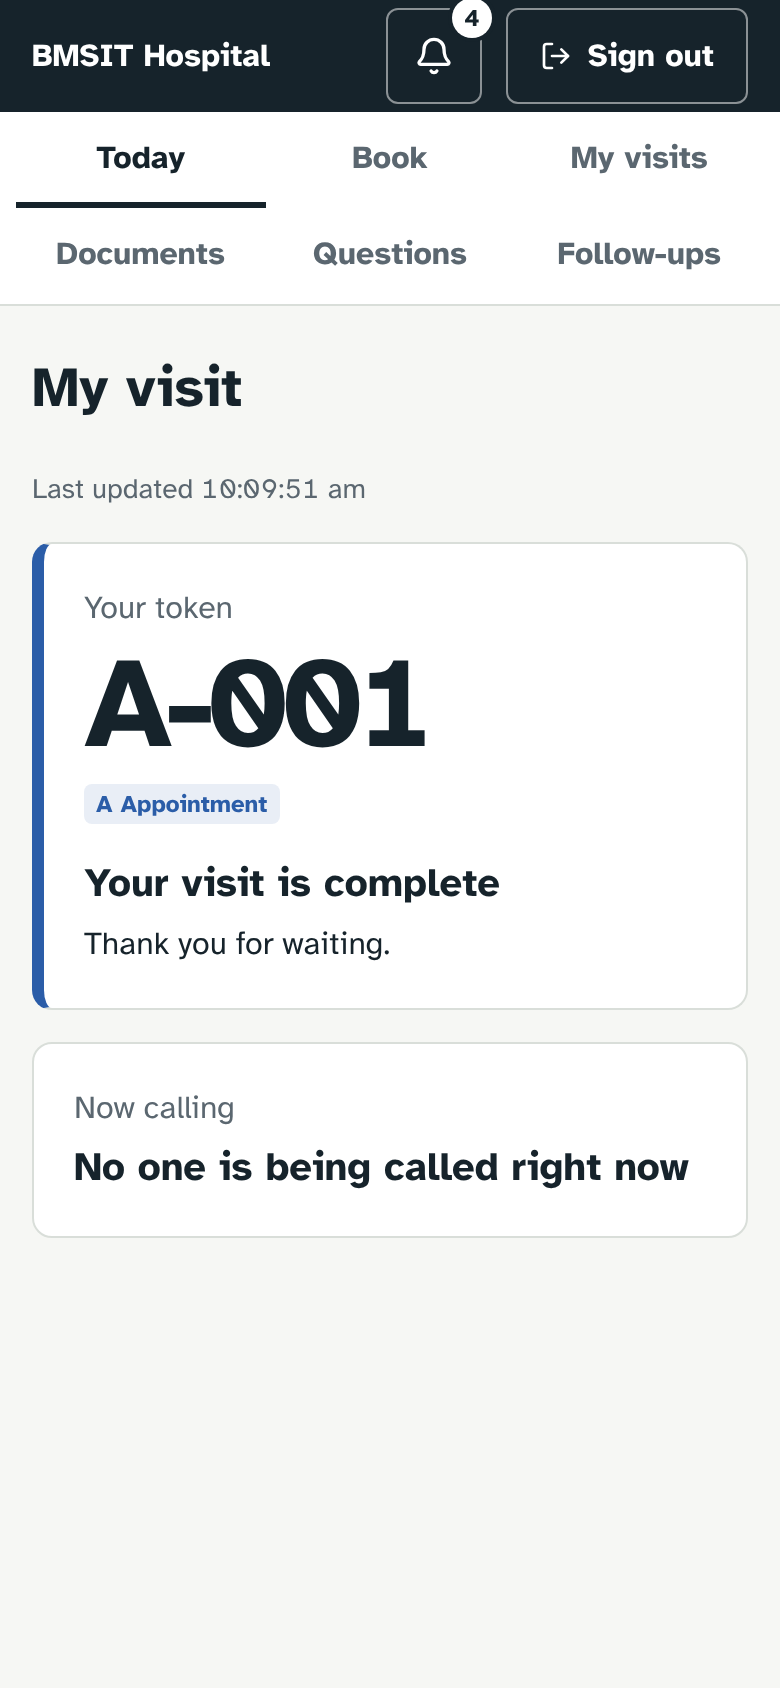 BMSIT Hospital
4
Sign out
Today
Book
My visits
Documents
Questions
Follow-ups
My visit
Last updated 10:09:51 am
Your token
A-001
A Appointment
Your visit is complete
Thank you for waiting.
Now calling
No one is being called right now